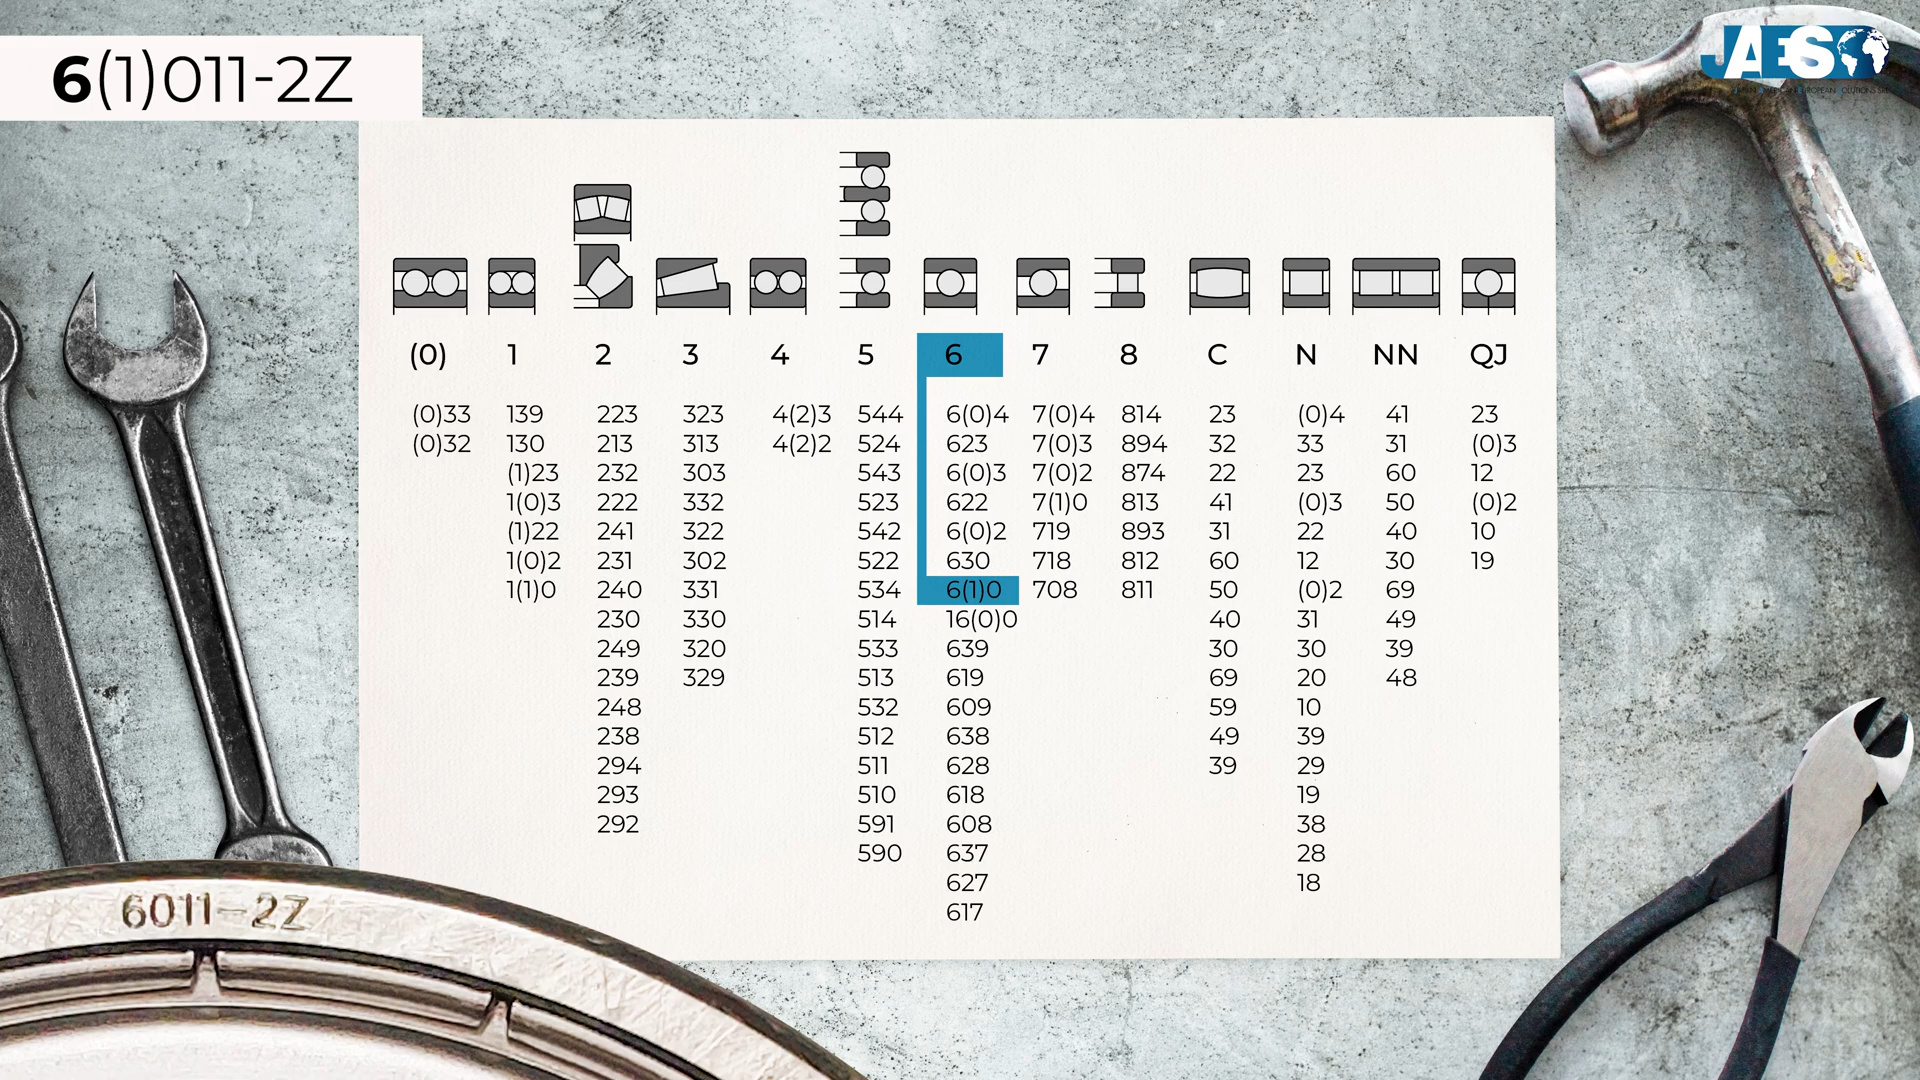 6(1)011-2Z
JAES
(0) 1 2 3 4 5 6 7 8 C N NN QJ
(0)33 139 223 323 4(2)3 544 6(0)4 7(0)4 814 23 (0)4 41 23
(0)32 130 213 313 4(2)2 524 623 7(0)3 894 32 33 31 (0)3
(1)23 232 303 543 6(0)3 7(0)2 874 22 23 60 12
1(0)3 222 332 523 622 7(1)0 813 41 (0)3 50 (0)2
(1)22 241 322 542 6(0)2 719 893 31 22 40 10
1(0)2 231 302 522 630 718 812 60 12 30 19
1(1)0 240 331 534 6(1)0 708 811 50 (0)2 69
230 330 514 16(0)0 40 31 49
249 320 533 639 30 30 39
239 329 513 619 69 20 48
248 532 609 59 10
238 512 638 49 39
294 511 628 39 29
293 510 618 19
292 591 608 38
590 637 28
627 18
617
6011-2Z